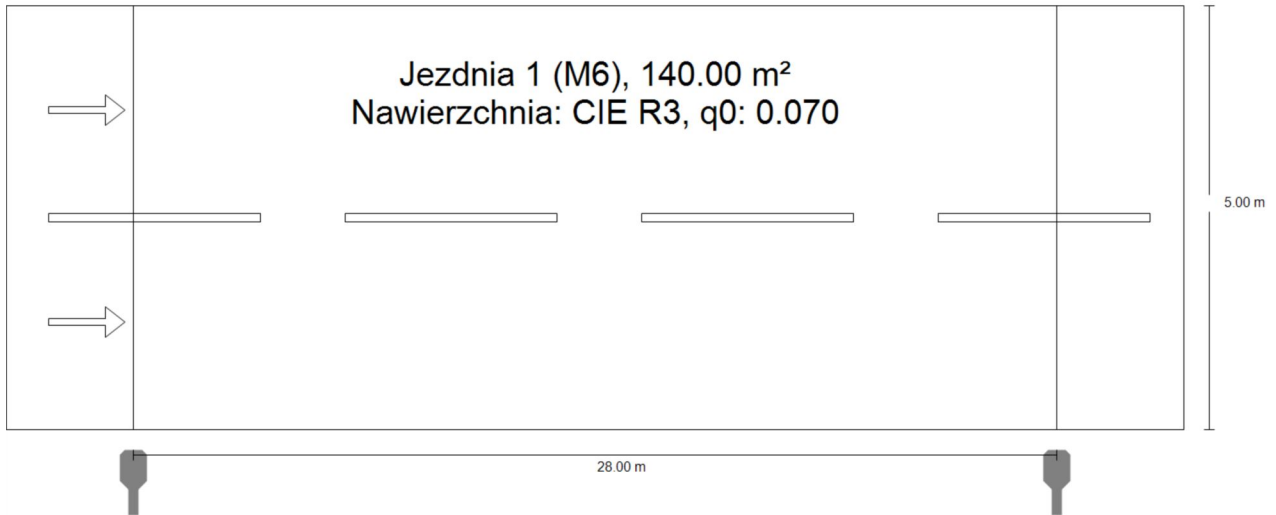 Jezdnia 1 (M6), 140.00 m²
Nawierzchnia: CIE R3, q0: 0.070
5.00 m
28.00 m